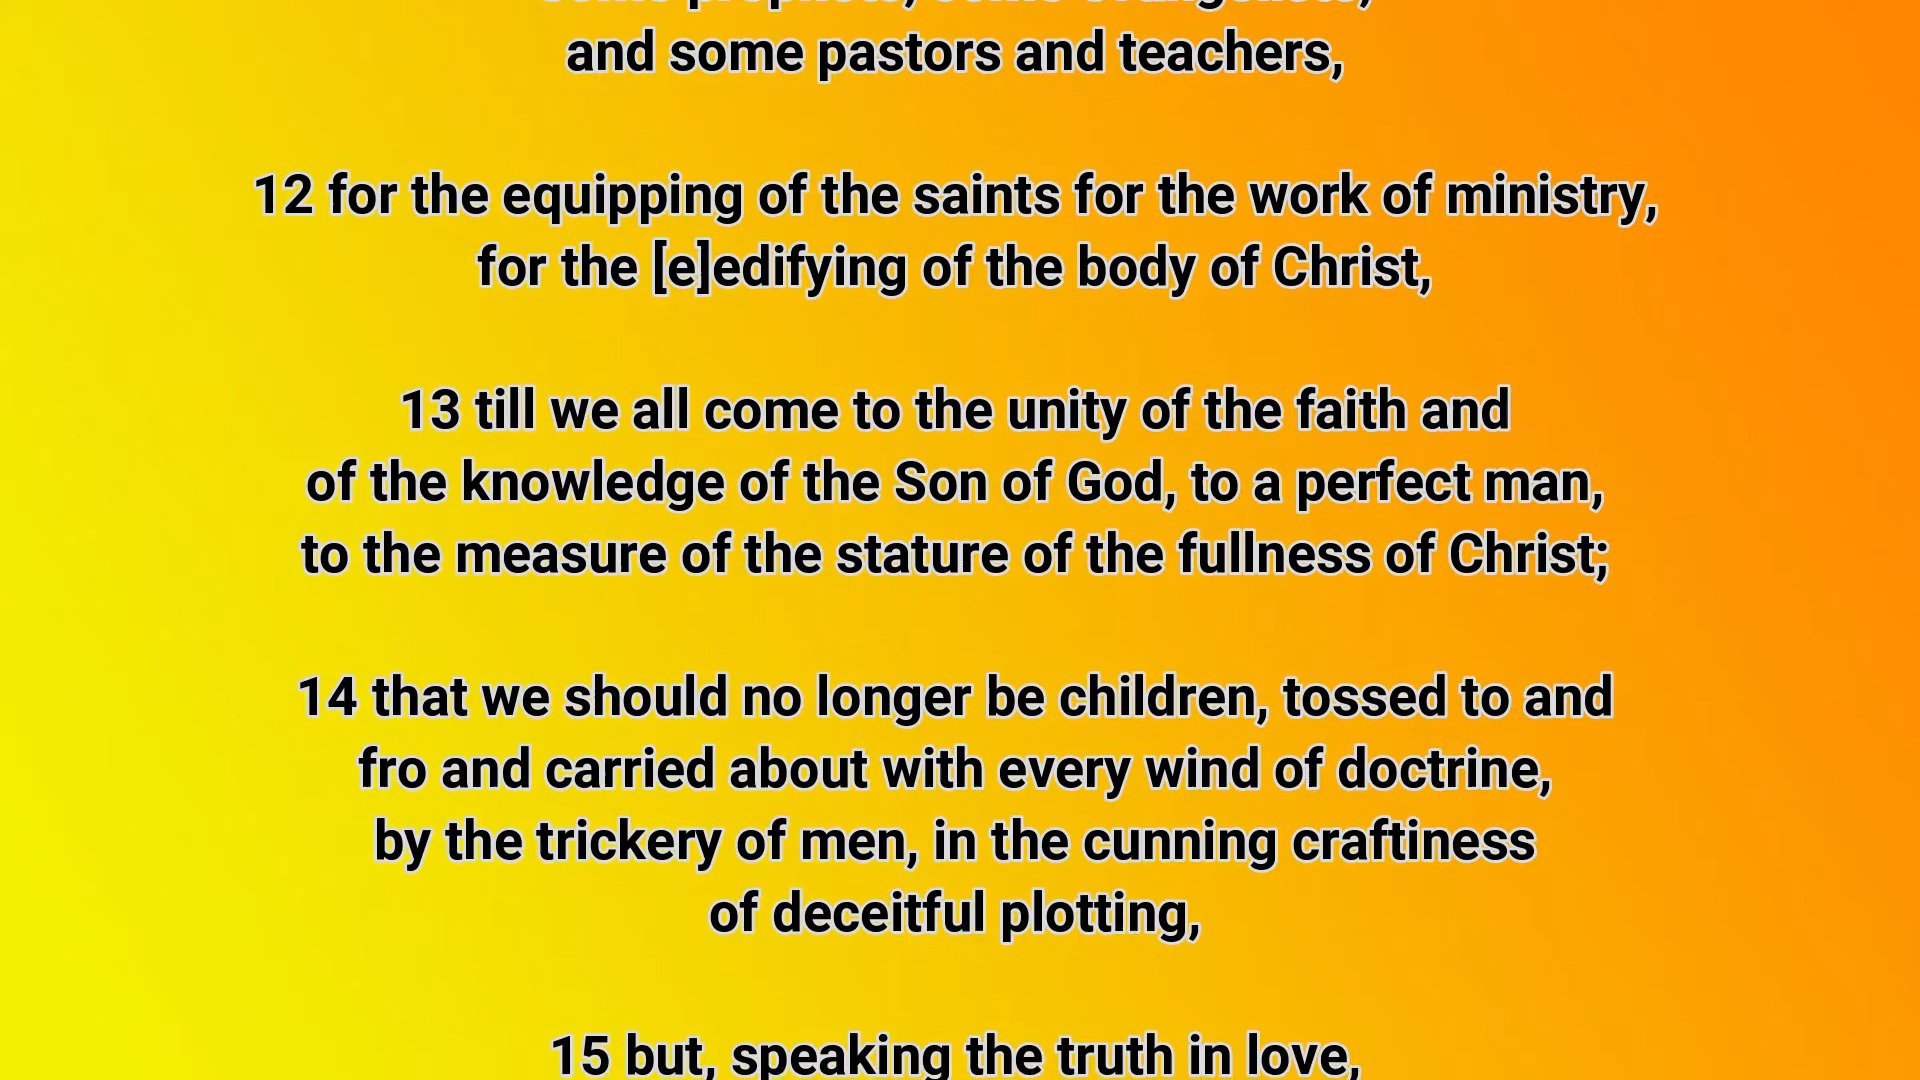 some prophets, some evangelists,
and some pastors and teachers,
12 for the equipping of the saints for the work of ministry,
for the [e]edifying of the body of Christ,
13 till we all come to the unity of the faith and
of the knowledge of the Son of God, to a perfect man,
to the measure of the stature of the fullness of Christ;
14 that we should no longer be children, tossed to and
fro and carried about with every wind of doctrine,
by the trickery of men, in the cunning craftiness
of deceitful plotting,
15 but, speaking the truth in love,